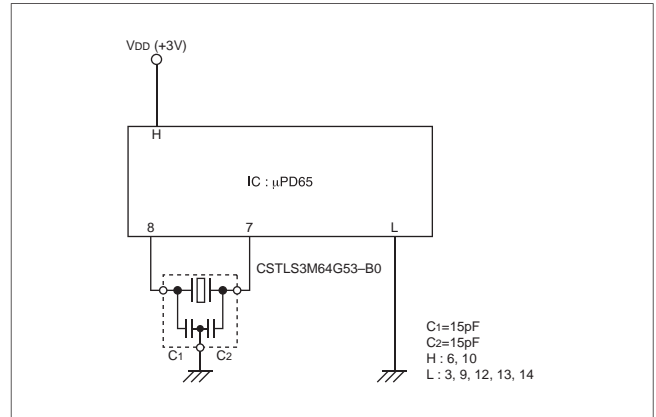 VDD (+3V)
H
IC : μPD65
8 7 L
CSTLS3M64G53–B0
C1 C2
C1=15pF
C2=15pF
H : 6, 10
L : 3, 9, 12, 13, 14